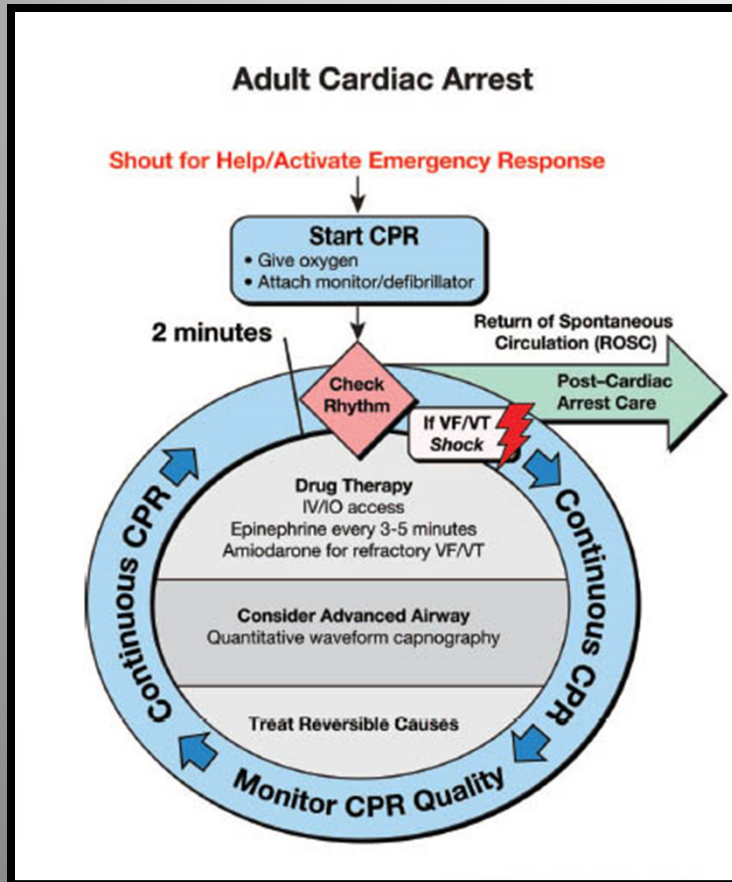 Adult Cardiac Arrest
Shout for Help/Activate Emergency Response
Start CPR
• Give oxygen
• Attach monitor/defibrillator
2 minutes
Return of Spontaneous
Circulation (ROSC)
Check
Rhythm
Post–Cardiac
Arrest Care
If VF/VT
Shock
Drug Therapy
IV/IO access
Epinephrine every 3-5 minutes
Amiodarone for refractory VF/VT
Consider Advanced Airway
Quantitative waveform capnography
Treat Reversible Causes
Continuous CPR
Continuous CPR
Monitor CPR Quality